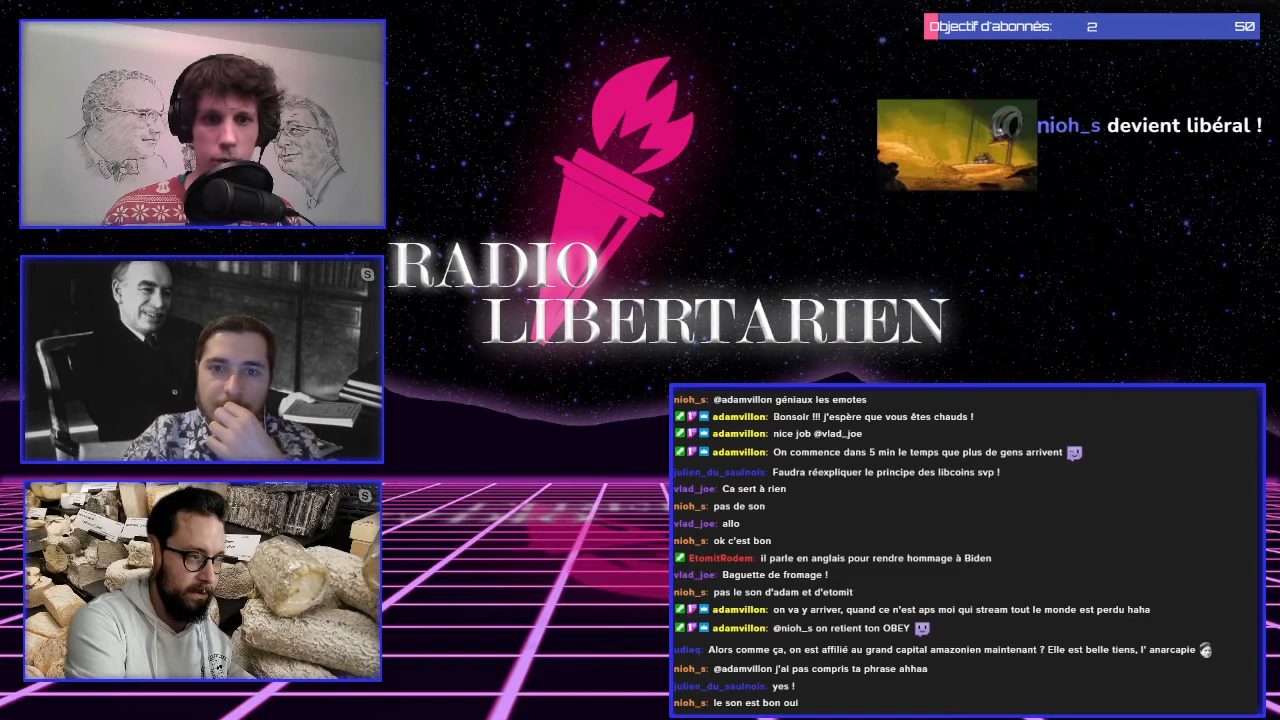 Objectif d'abonnés: 2 50
nioh_s devient libéral !
RADIO
LIBERTARIEN
nioh_s: @adamvillon géniaux les emotes
adamvillon: Bonsoir !!! j'espère que vous êtes chauds !
adamvillon: nice job @vlad_joe
adamvillon: On commence dans 5 min le temps que plus de gens arrivent
julien_du_saulnois: Faudra réexpliquer le principe des libcoins svp !
vlad_joe: Ca sert à rien
nioh_s: pas de son
vlad_joe: allo
nioh_s: ok c'est bon
EtomitRodem: il parle en anglais pour rendre hommage à Biden
vlad_joe: Baguette de fromage !
nioh_s: pas le son d'adam et d'etomit
adamvillon: on va y arriver, quand ce n'est aps moi qui stream tout le monde est perdu haha
adamvillon: @nioh_s on retient ton OBEY
udiaq: Alors comme ça, on est affilié au grand capital amazonien maintenant ? Elle est belle tiens, l' anarcapie
nioh_s: @adamvillon j'ai pas compris ta phrase ahhaa
julien_du_saulnois: yes !
nioh_s: le son est bon oui